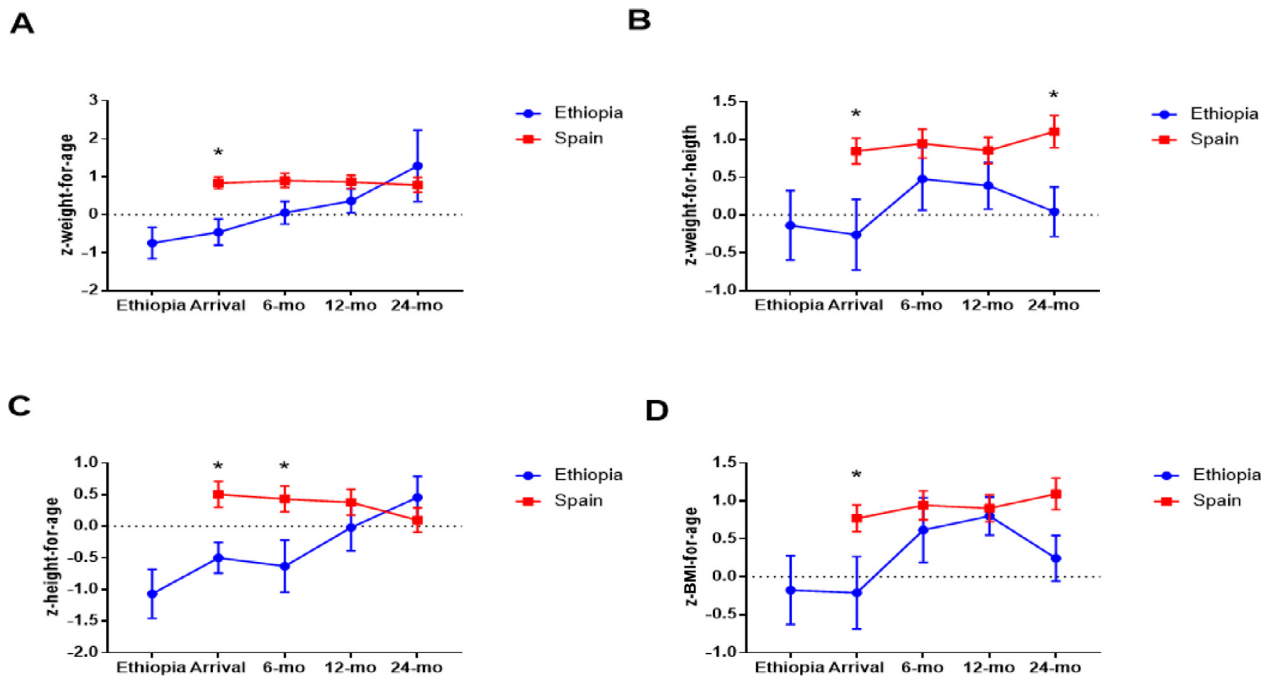 A
z-weight-for-age
3
2
1
0
-1
-2
*
Ethiopia Arrival 6-mo 12-mo 24-mo
Ethiopia
Spain
B
z-weight-for-heigth
1.5
1.0
0.5
0.0
-0.5
-1.0
* *
Ethiopia Arrival 6-mo 12-mo 24-mo
Ethiopia
Spain
C
z-height-for-age
1.0
0.5
0.0
-0.5
-1.0
-1.5
-2.0
* *
Ethiopia Arrival 6-mo 12-mo 24-mo
Ethiopia
Spain
D
z-BMI-for-age
1.5
1.0
0.5
0.0
-0.5
-1.0
*
Ethiopia Arrival 6-mo 12-mo 24-mo
Ethiopia
Spain